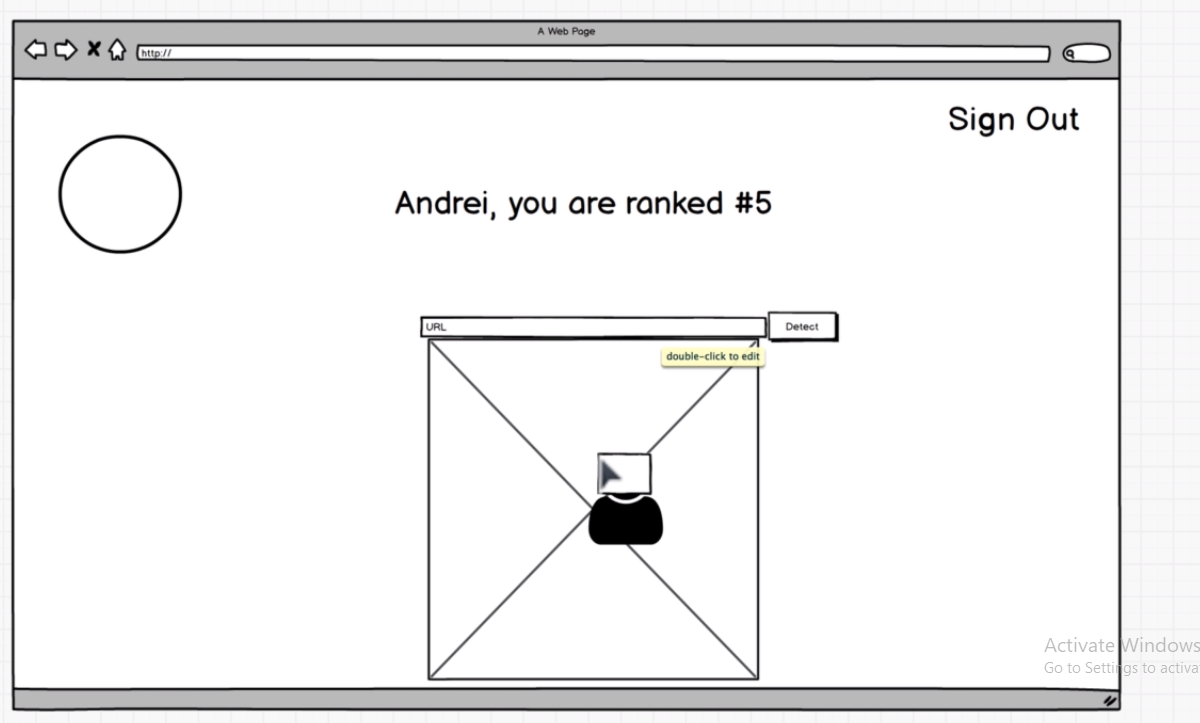 A Web Page
http://
Sign Out
Andrei, you are ranked #5
URL
Detect
double-click to edit
Activate Windows
Go to Settings to activa